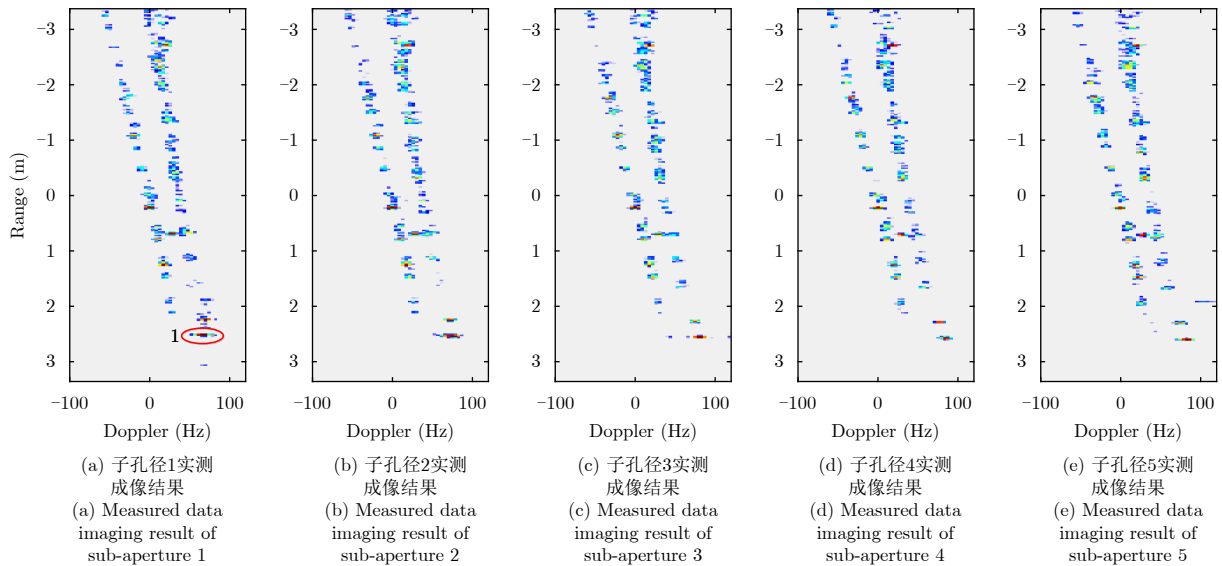 −3
−2
−1
0
1
2
3
Range (m)
1
−100
0
100
Doppler (Hz)
(a) 子孔径1实测
成像结果
(a) Measured data
imaging result of
sub-aperture 1
−3
−2
−1
0
1
2
3
−100
0
100
Doppler (Hz)
(b) 子孔径2实测
成像结果
(b) Measured data
imaging result of
sub-aperture 2
−3
−2
−1
0
1
2
3
−100
0
100
Doppler (Hz)
(c) 子孔径3实测
成像结果
(c) Measured data
imaging result of
sub-aperture 3
−3
−2
−1
0
1
2
3
−100
0
100
Doppler (Hz)
(d) 子孔径4实测
成像结果
(d) Measured data
imaging result of
sub-aperture 4
−3
−2
−1
0
1
2
3
−100
0
100
Doppler (Hz)
(e) 子孔径5实测
成像结果
(e) Measured data
imaging result of
sub-aperture 5